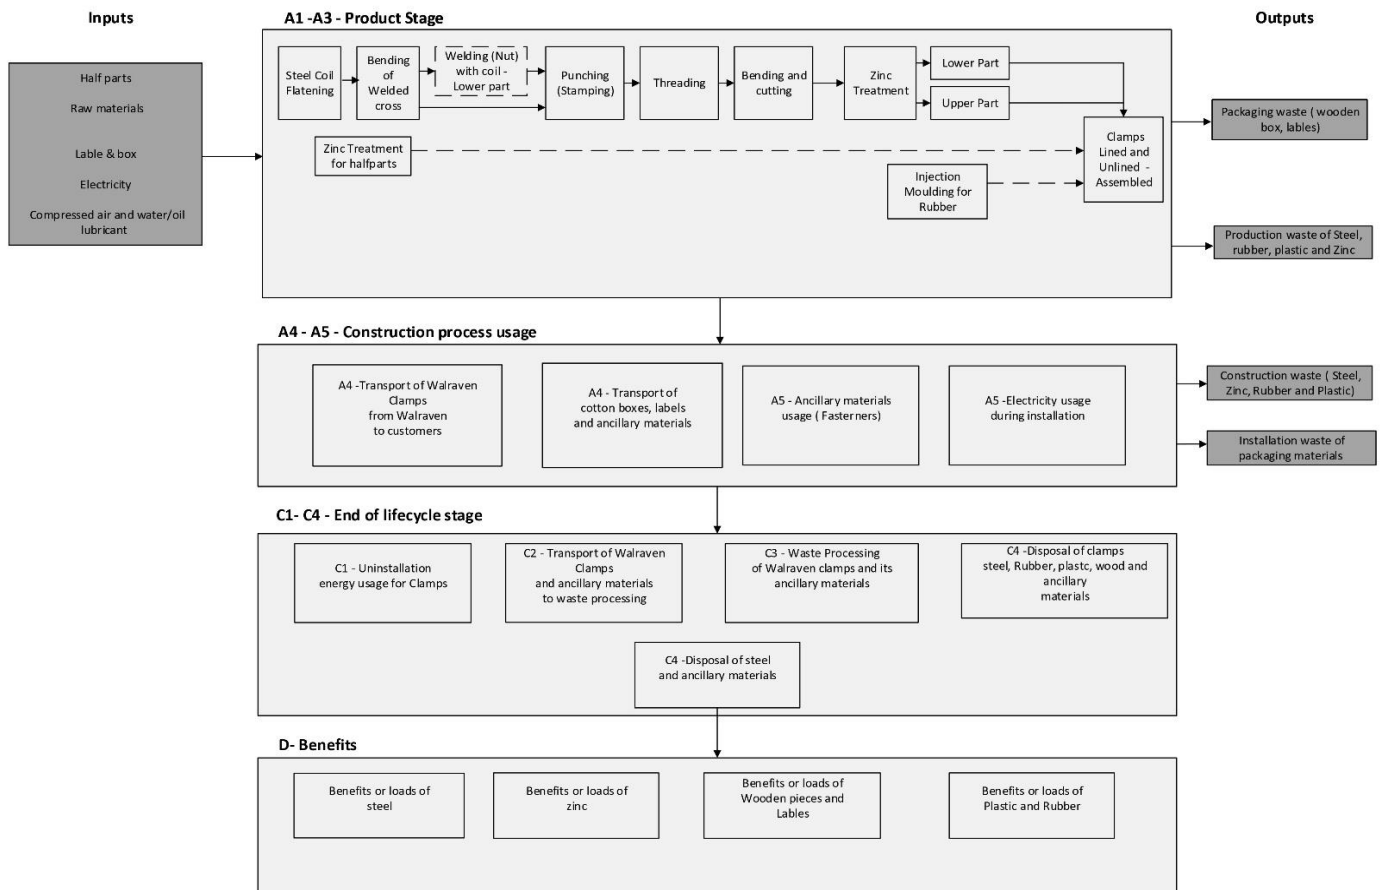 Inputs
A1 -A3 - Product Stage
Outputs
Half parts
Raw materials
Lable & box
Electricity
Compressed air and water/oil
lubricant
Steel Coil
Flatening
Bending
of
Welded
cross
Welding (Nut)
with coil -
Lower part
Punching
(Stamping)
Threading
Bending and
cutting
Zinc
Treatment
Lower Part
Upper Part
Zinc Treatment
for halfparts
Injection
Moulding for
Rubber
Clamps
Lined and
Unlined -
Assembled
Packaging waste ( wooden
box, lables)
Production waste of Steel,
rubber, plastic and Zinc
A4 - A5 - Construction process usage
A4 -Transport of Walraven
Clamps
from Walraven
to customers
A4 - Transport of
cotton boxes, labels
and ancillary materials
A5 - Ancillary materials
usage ( Fasterners)
A5 -Electricity usage
during installation
Construction waste ( Steel,
Zinc, Rubber and Plastic)
Installation waste of
packaging materials
C1- C4 - End of lifecycle stage
C1 - Uninstallation
energy usage for Clamps
C2 - Transport of Walraven
Clamps
and ancillary materials
to waste processing
C3 - Waste Processing
of Walraven clamps and its
ancillary materials
C4 -Disposal of clamps
steel, Rubber, plastc, wood and
ancillary
materials
C4 -Disposal of steel
and ancillary materials
D- Benefits
Benefits or loads of
steel
Benefits or loads of
zinc
Benefits or loads of
Wooden pieces and
Lables
Benefits or loads of
Plastic and Rubber